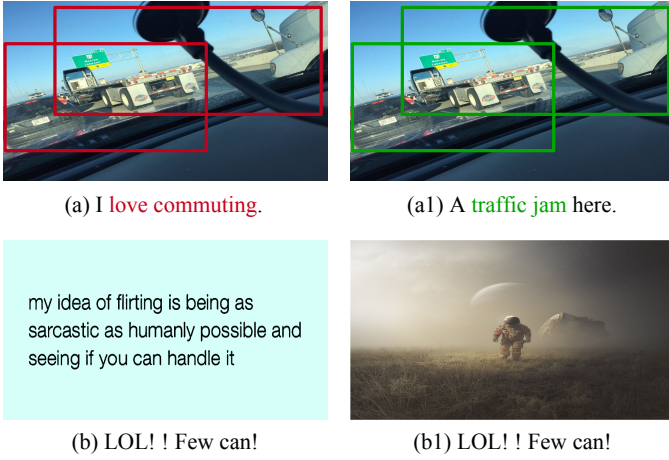 (a) I love commuting.
(a1) A traffic jam here.
my idea of flirting is being as
sarcastic as humanly possible and
seeing if you can handle it
(b) LOL! ! Few can!
(b1) LOL! ! Few can!